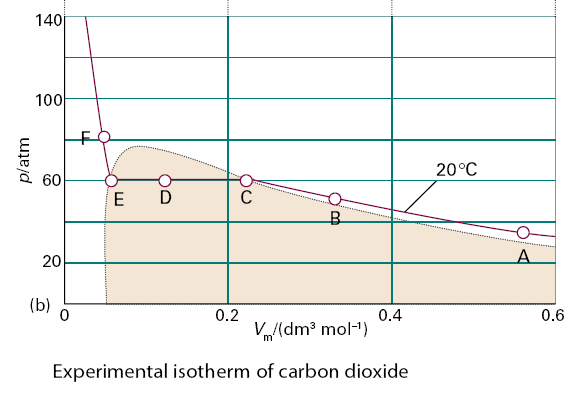 140
100
F
p/atm
60
20°C
E D C
B
20
A
(b)
0 0.2 0.4 0.6
Vm/(dm³ mol⁻¹)
Experimental isotherm of carbon dioxide